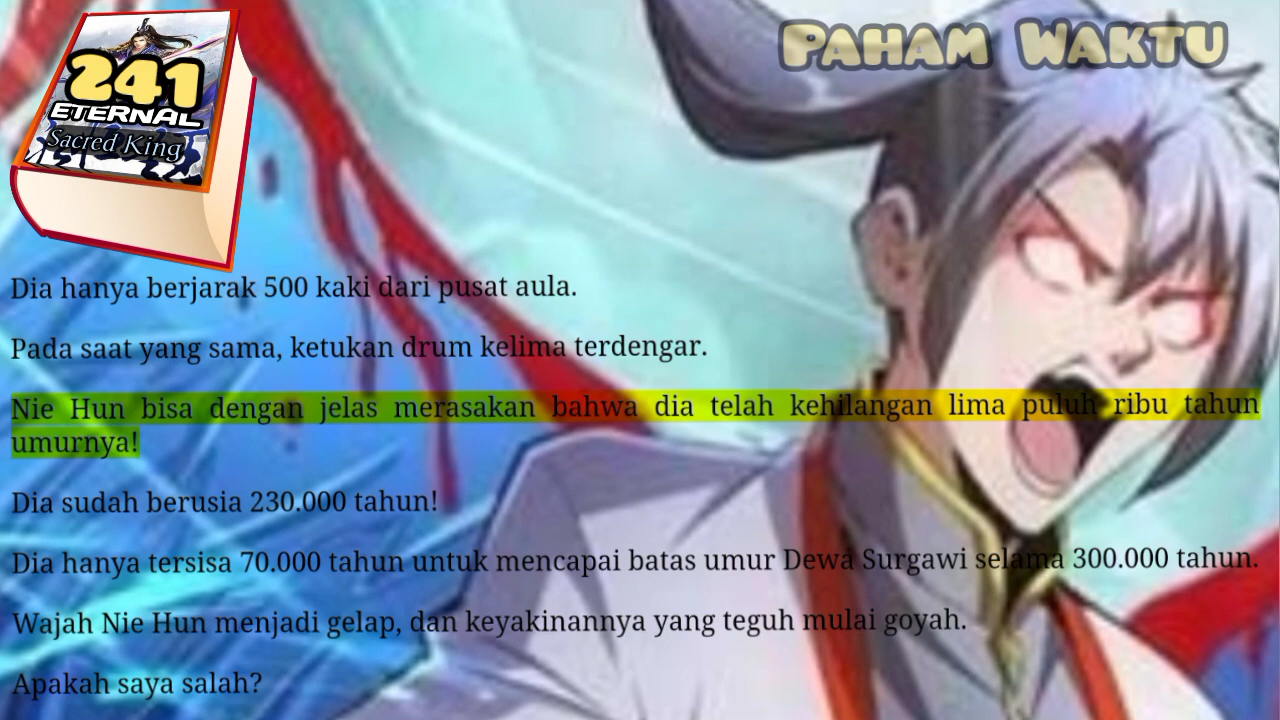 PAHAM WAKTU
241
ETERNAL
Sacred King
Dia hanya berjarak 500 kaki dari pusat aula.
Pada saat yang sama, ketukan drum kelima terdengar.
Nie Hun bisa dengan jelas merasakan bahwa dia telah kehilangan lima puluh ribu tahun
umurnya!
Dia sudah berusia 230.000 tahun!
Dia hanya tersisa 70.000 tahun untuk mencapai batas umur Dewa Surgawi selama 300.000 tahun.
Wajah Nie Hun menjadi gelap, dan keyakinannya yang teguh mulai goyah.
Apakah saya salah?